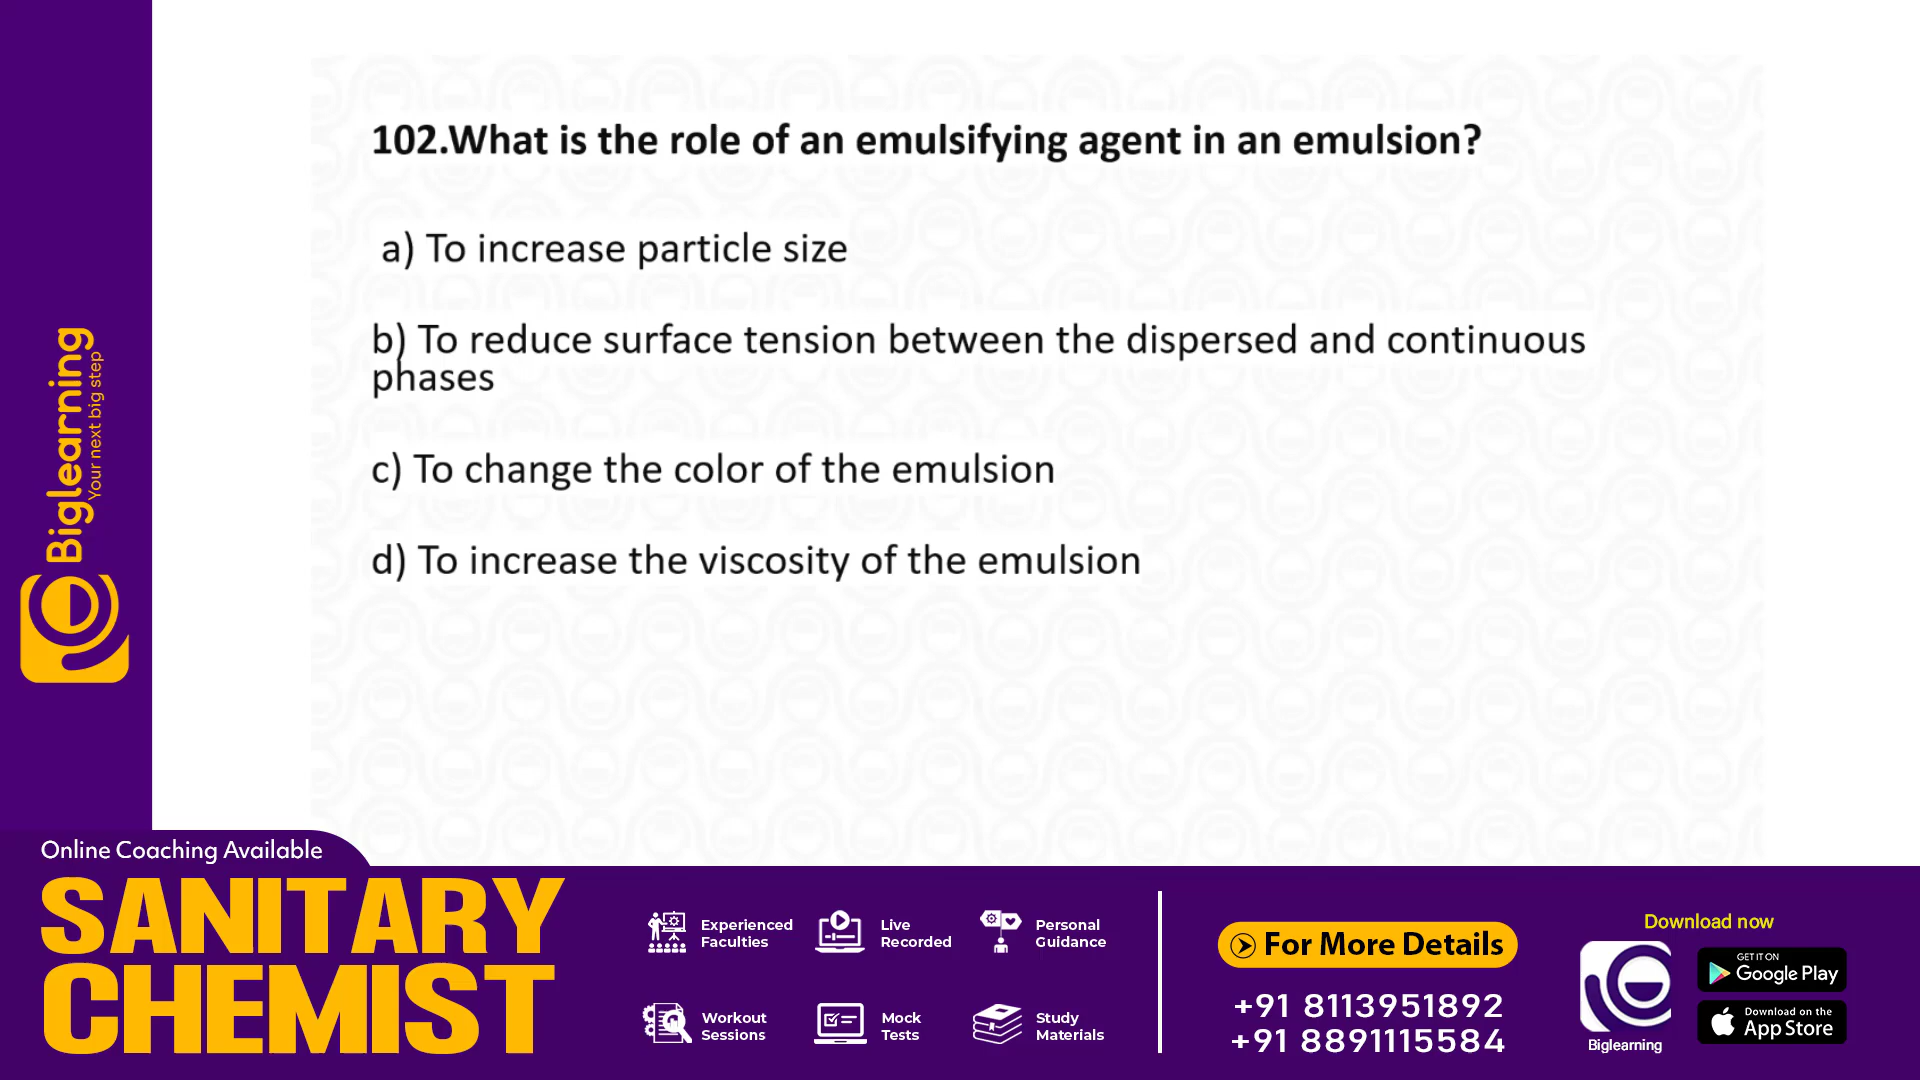 102.What is the role of an emulsifying agent in an emulsion?
a) To increase particle size
b) To reduce surface tension between the dispersed and continuous
phases
c) To change the color of the emulsion
d) To increase the viscosity of the emulsion
Biglearning
Your next big step
Online Coaching Available
SANITARY
CHEMIST
Experienced
Faculties
Live
Recorded
Personal
Guidance
Workout
Sessions
Mock
Tests
Study
Materials
For More Details
+91 8113951892
+91 8891115584
Download now
Biglearning
GET IT ON
Google Play
Download on the
App Store